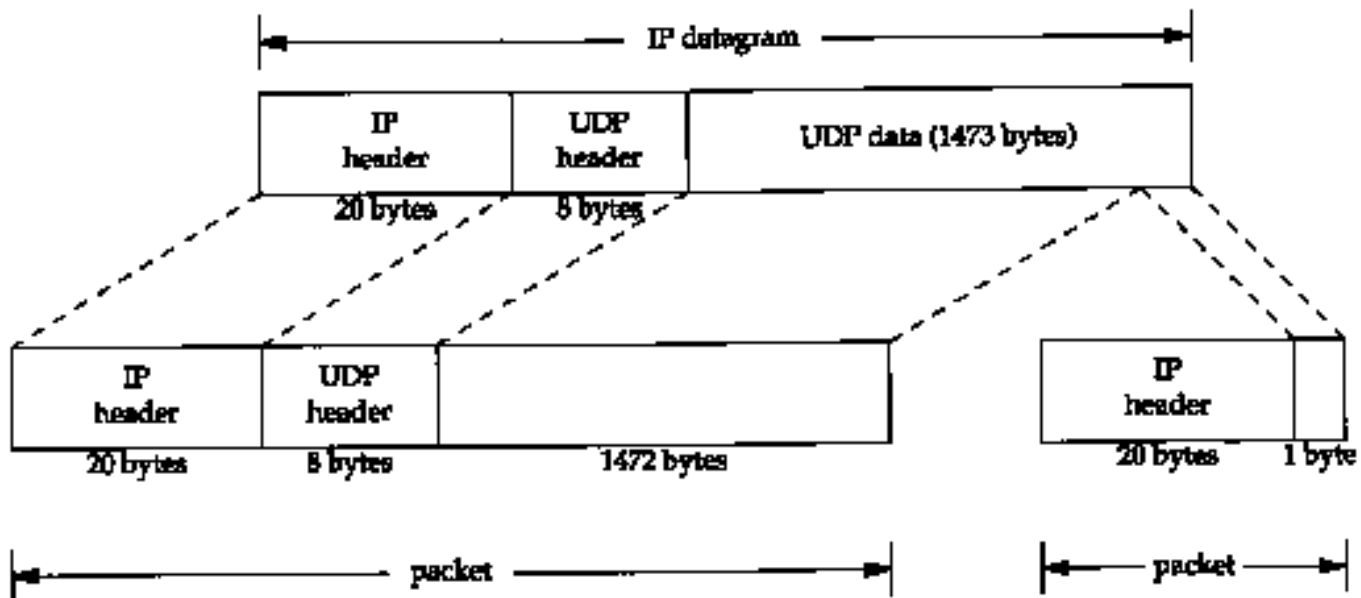 IP datagram
IP
header
UDP
header
UDP data (1473 bytes)
20 bytes
8 bytes
IP
header
UDP
header
IP
header
20 bytes
8 bytes
1472 bytes
20 bytes
1 byte
packet
packet